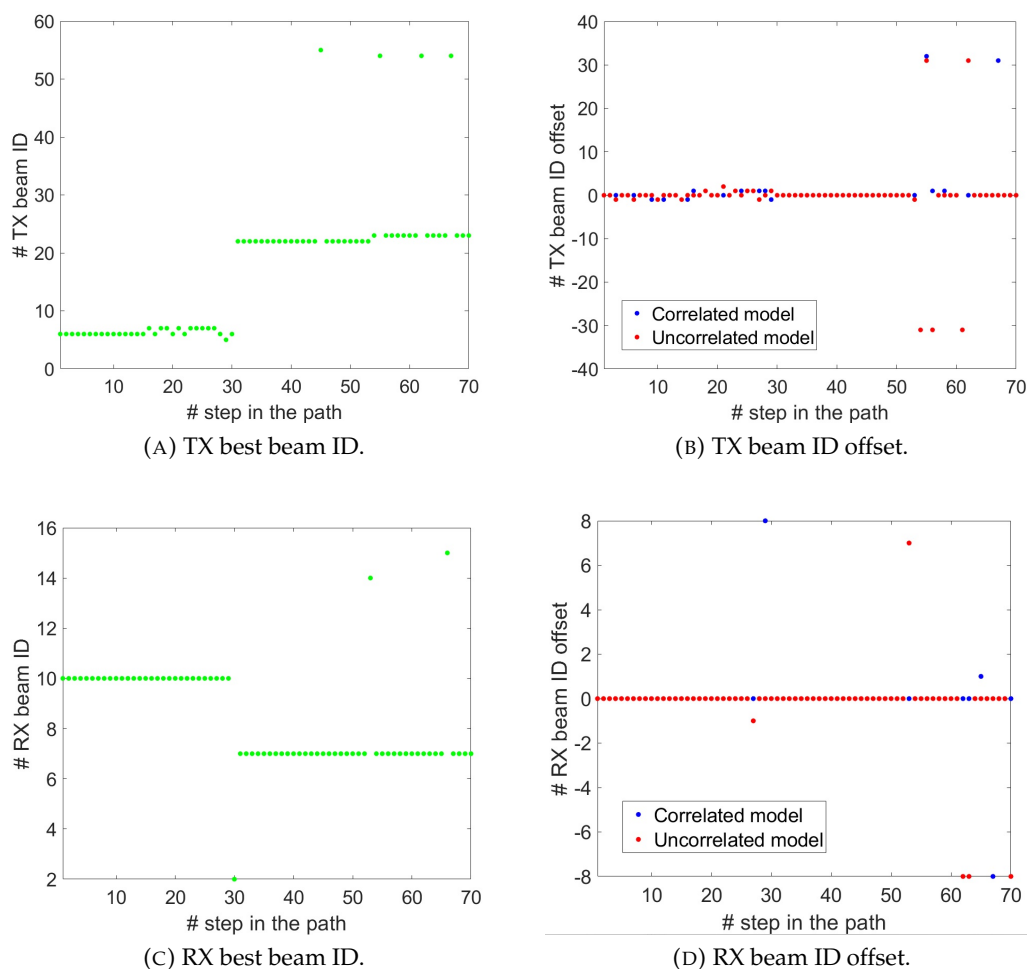 60
50
40
30
20
10
0
# TX beam ID
10 20 30 40 50 60 70
# step in the path
(A) TX best beam ID.
40
30
20
10
0
-10
-20
-30
-40
# TX beam ID offset
Correlated model
Uncorrelated model
10 20 30 40 50 60 70
# step in the path
(B) TX beam ID offset.
16
14
12
10
8
6
4
2
# RX beam ID
10 20 30 40 50 60 70
# step in the path
(C) RX best beam ID.
8
6
4
2
0
-2
-4
-6
-8
# RX beam ID offset
Correlated model
Uncorrelated model
10 20 30 40 50 60 70
# step in the path
(D) RX beam ID offset.